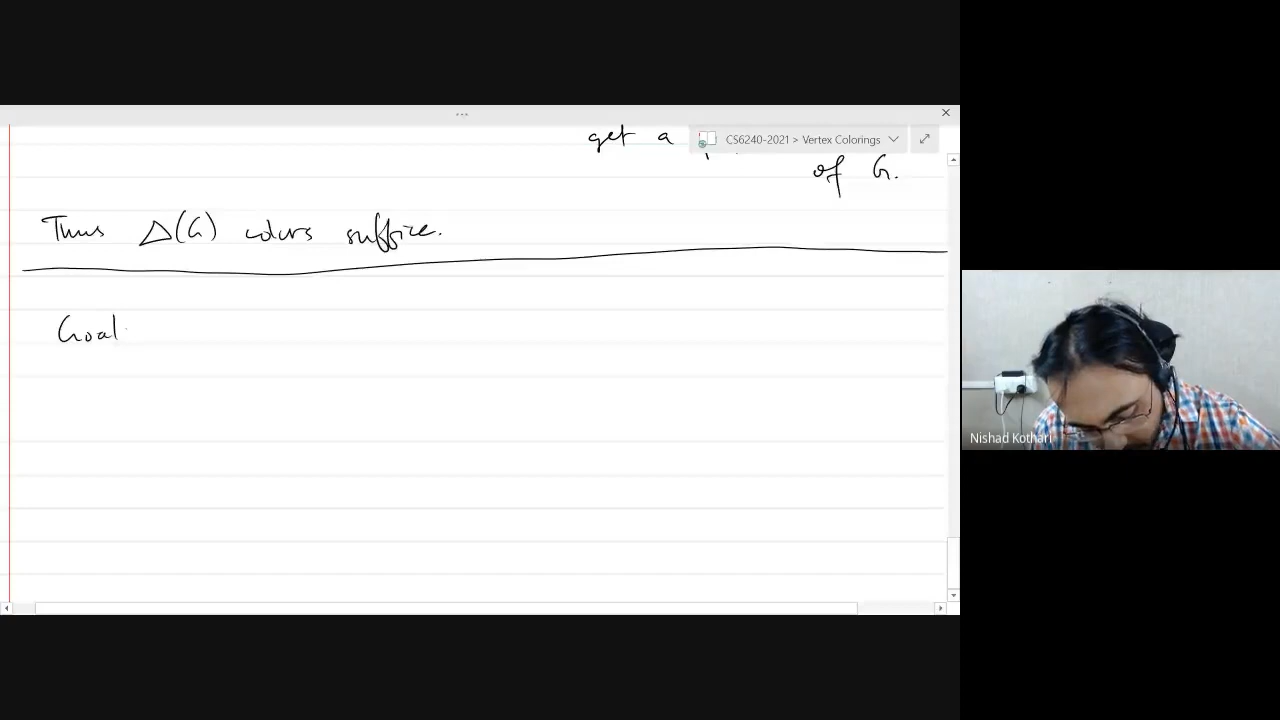 get a
CS6240-2021 > Vertex Colorings
of G.
Thus Δ(G) colors suffice.
Goal
Nishad Kothari